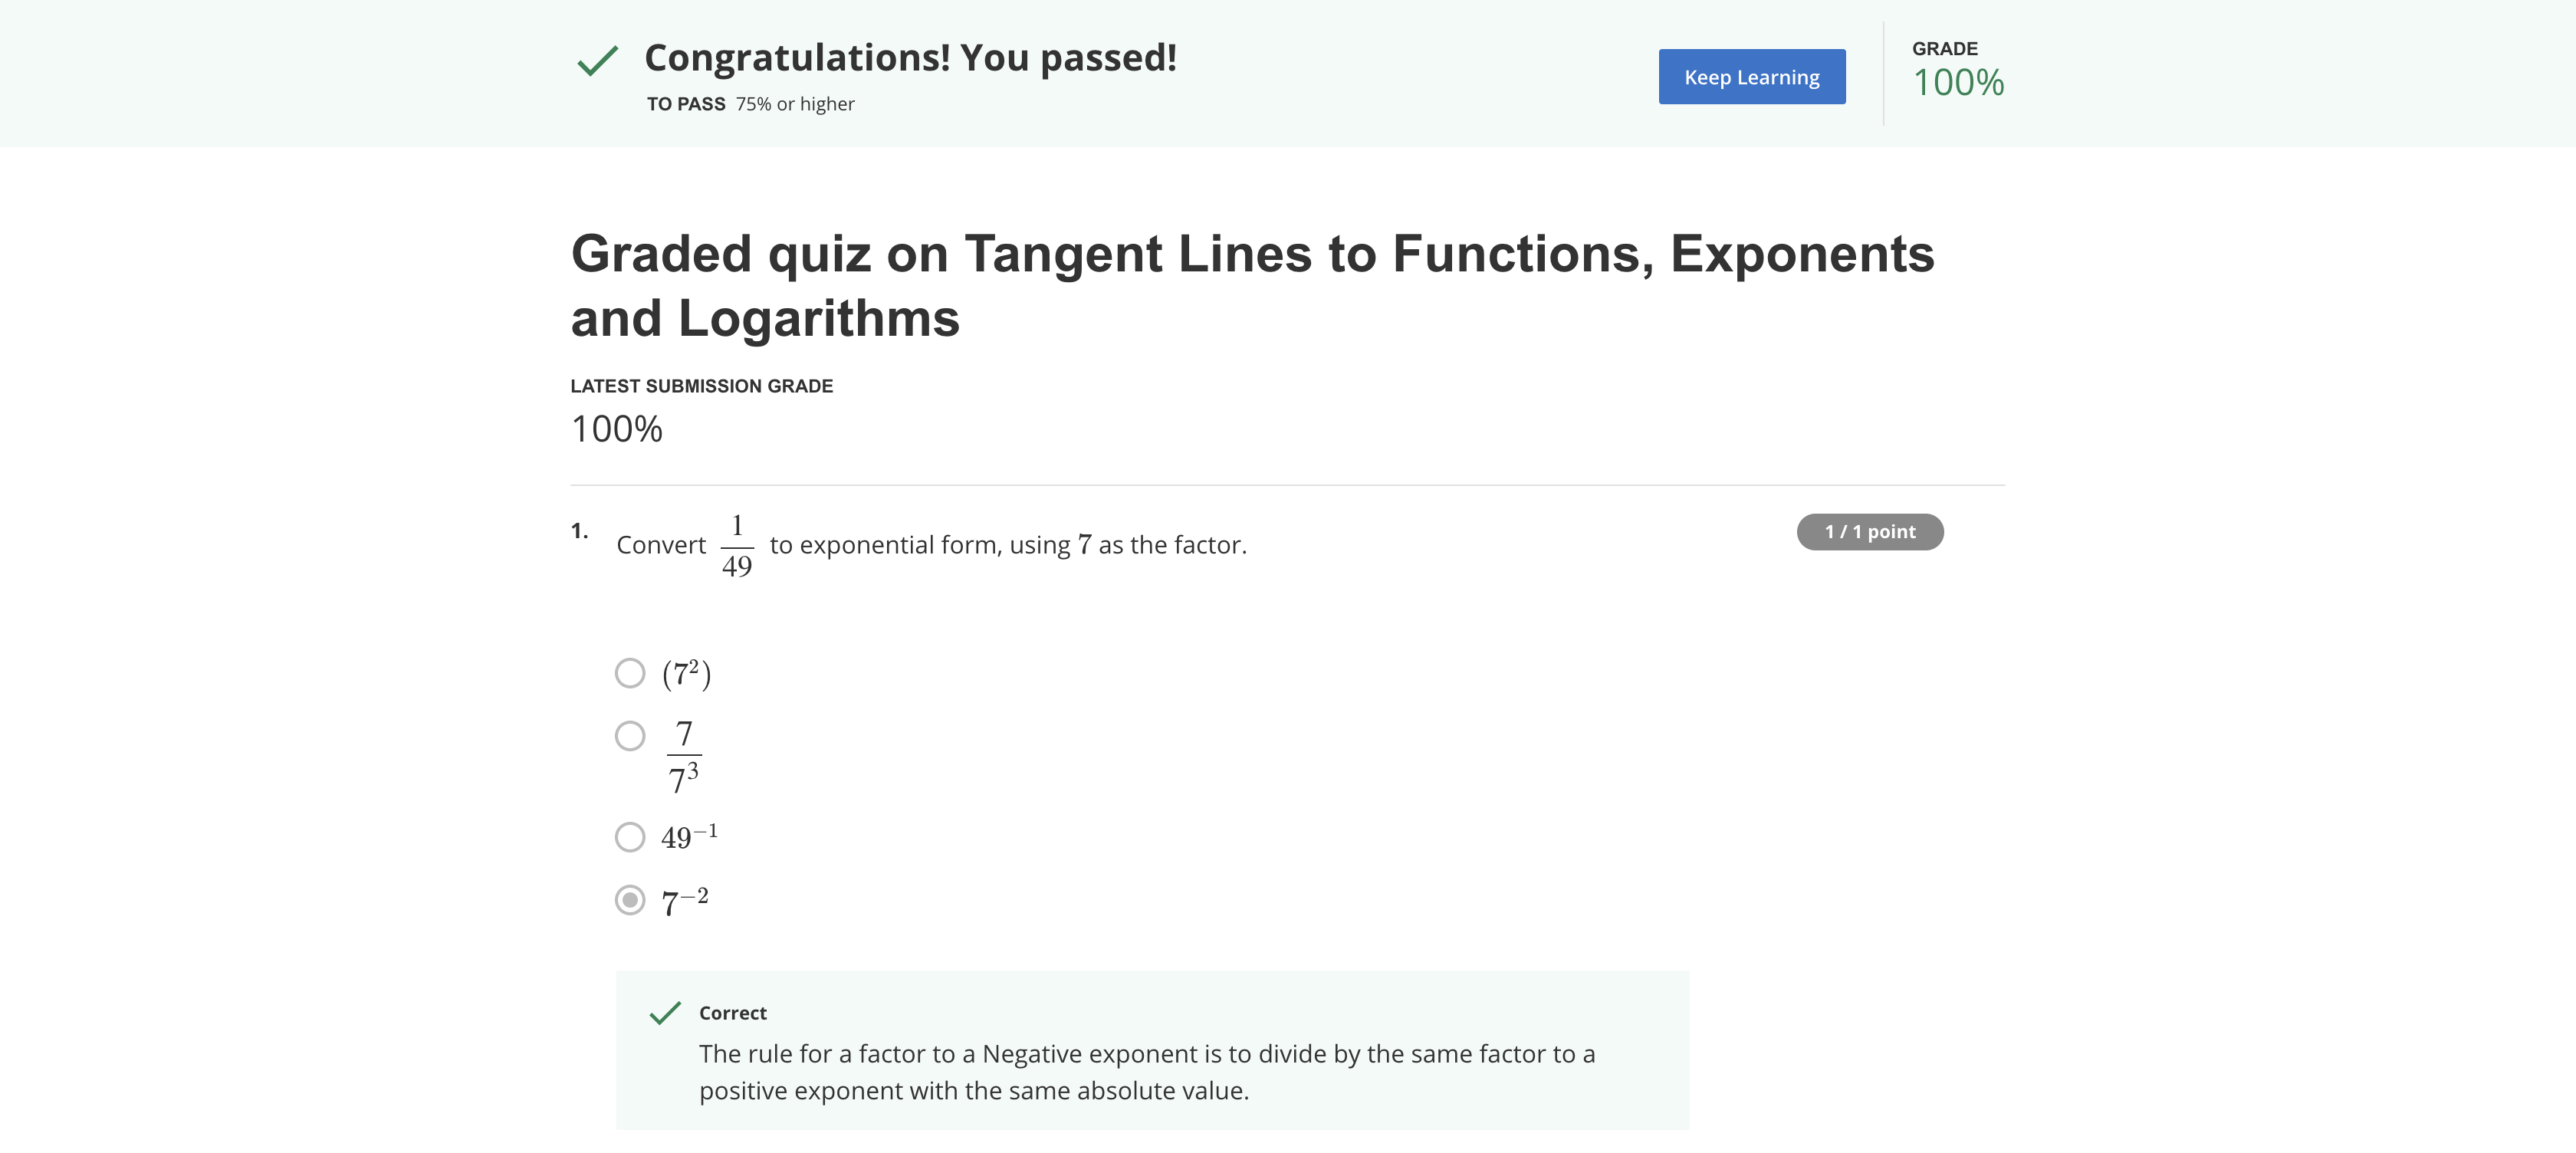 Congratulations! You passed!
TO PASS 75% or higher
Keep Learning
GRADE
100%
Graded quiz on Tangent Lines to Functions, Exponents
and Logarithms
LATEST SUBMISSION GRADE
100%
1. Convert \frac{1}{49} to exponential form, using 7 as the factor.
1 / 1 point
(7^2)
\frac{7}{7^3}
49^{-1}
7^{-2}
Correct
The rule for a factor to a Negative exponent is to divide by the same factor to a
positive exponent with the same absolute value.